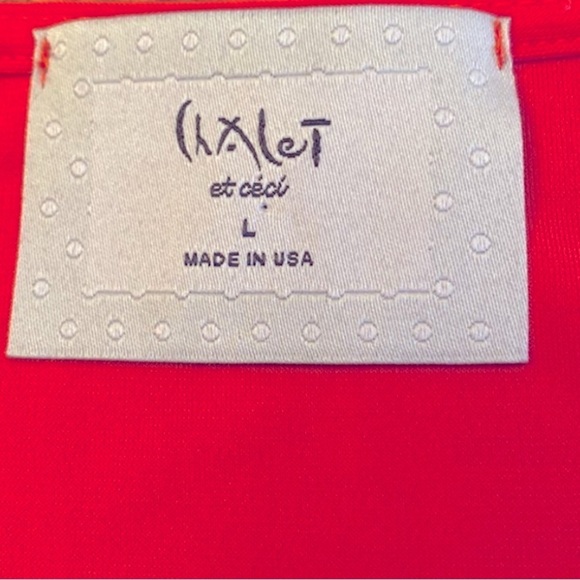 ChALeT
et céci
L
MADE IN USA